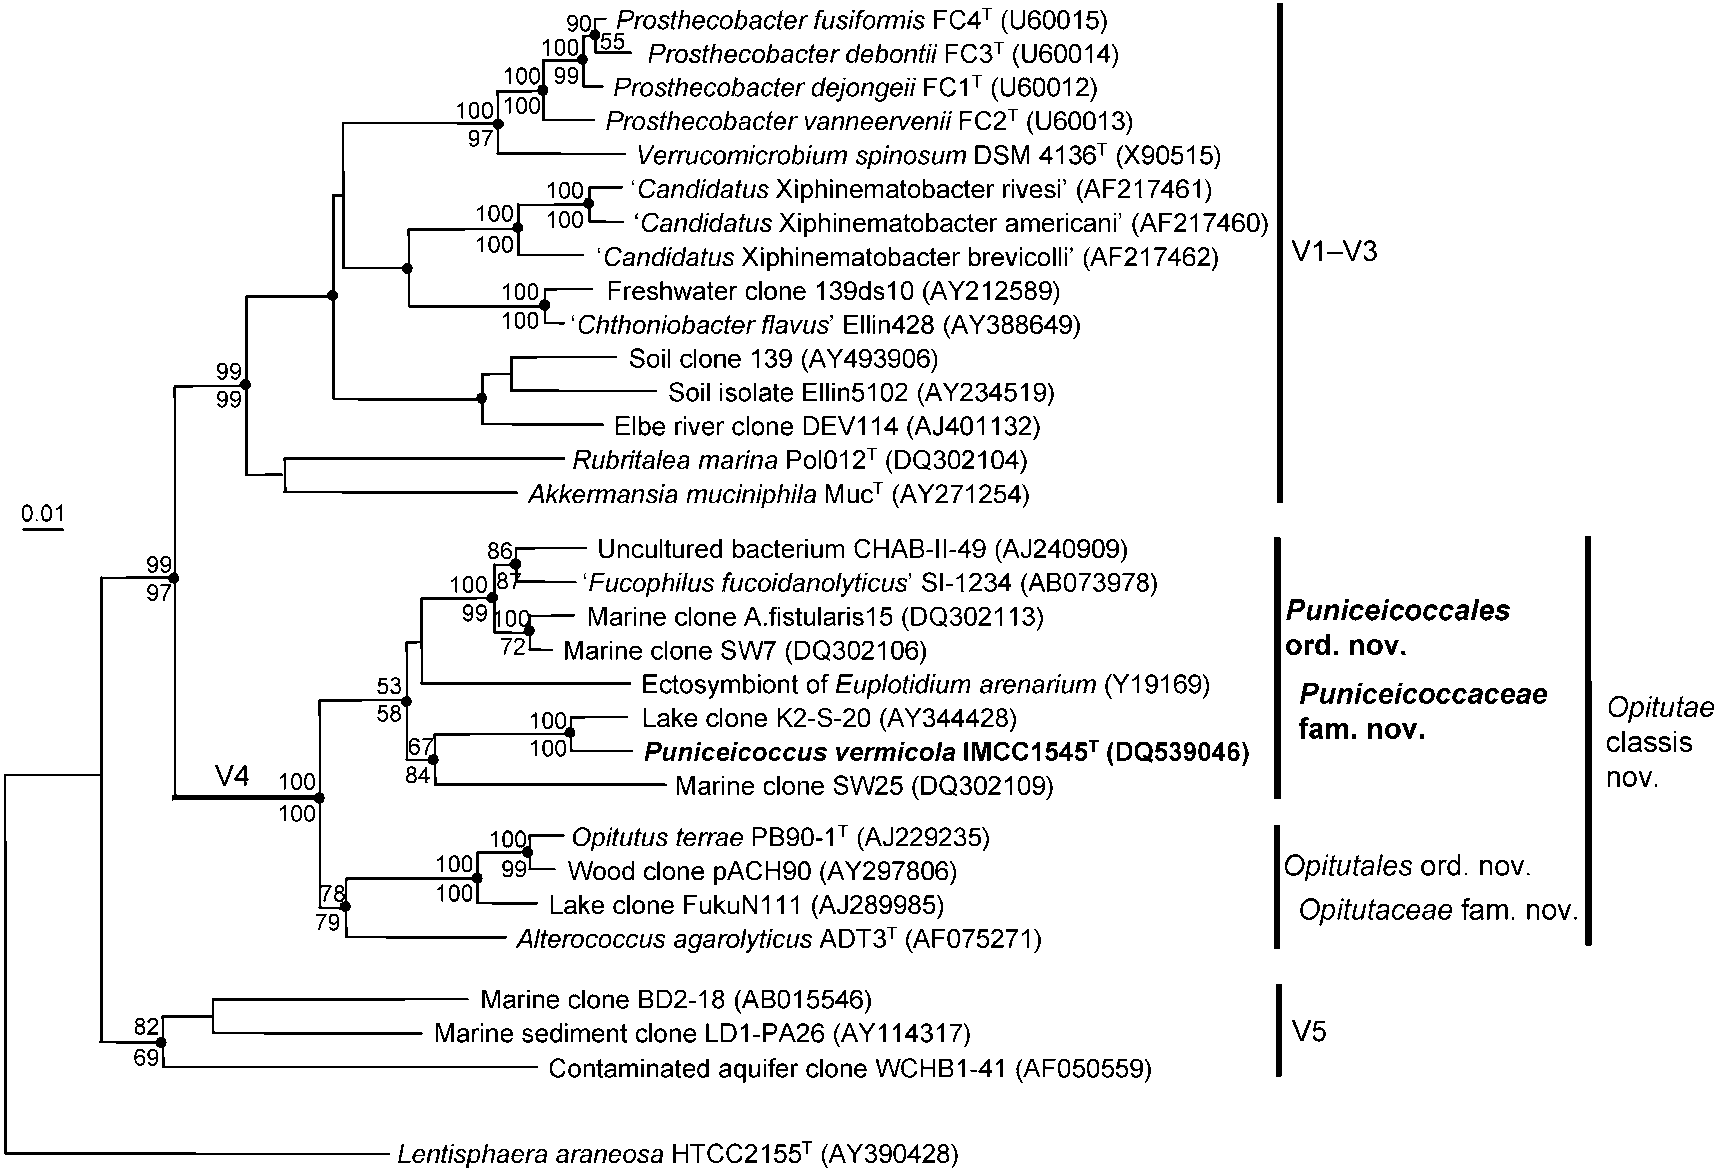 90
Prosthecobacter fusiformis FC4ᵀ (U60015)
55
Prosthecobacter debontii FC3ᵀ (U60014)
100
99
Prosthecobacter dejongeii FC1ᵀ (U60012)
100
100
Prosthecobacter vanneervenii FC2ᵀ (U60013)
100
97
Verrucomicrobium spinosum DSM 4136ᵀ (X90515)
100
100
‘Candidatus Xiphinematobacter rivesi’ (AF217461)
‘Candidatus Xiphinematobacter americani’ (AF217460)
100
100
‘Candidatus Xiphinematobacter brevicolli’ (AF217462)
V1–V3
100
100
Freshwater clone 139ds10 (AY212589)
‘Chthoniobacter flavus’ Ellin428 (AY388649)
Soil clone 139 (AY493906)
99
99
Soil isolate Ellin5102 (AY234519)
Elbe river clone DEV114 (AJ401132)
Rubritalea marina Pol012ᵀ (DQ302104)
Akkermansia muciniphila Mucᵀ (AY271254)
0.01
99
97
86
87
Uncultured bacterium CHAB-II-49 (AJ240909)
‘Fucophilus fucoidanolyticus’ SI-1234 (AB073978)
100
99
100
72
Marine clone A.fistularis15 (DQ302113)
Marine clone SW7 (DQ302106)
Puniceicoccales
ord. nov.
53
58
Ectosymbiont of Euplotidium arenarium (Y19169)
Puniceicoccaceae
fam. nov.
100
100
Lake clone K2-S-20 (AY344428)
67
84
Puniceicoccus vermicola IMCC1545ᵀ (DQ539046)
Marine clone SW25 (DQ302109)
Opitutae
classis
nov.
V4
100
100
100
99
Opitutus terrae PB90-1ᵀ (AJ229235)
Wood clone pACH90 (AY297806)
100
100
Lake clone FukuN111 (AJ289985)
78
79
Alterococcus agarolyticus ADT3ᵀ (AF075271)
Opitutales ord. nov.
Opitutaceae fam. nov.
Marine clone BD2-18 (AB015546)
82
69
Marine sediment clone LD1-PA26 (AY114317)
V5
Contaminated aquifer clone WCHB1-41 (AF050559)
Lentisphaera araneosa HTCC2155ᵀ (AY390428)